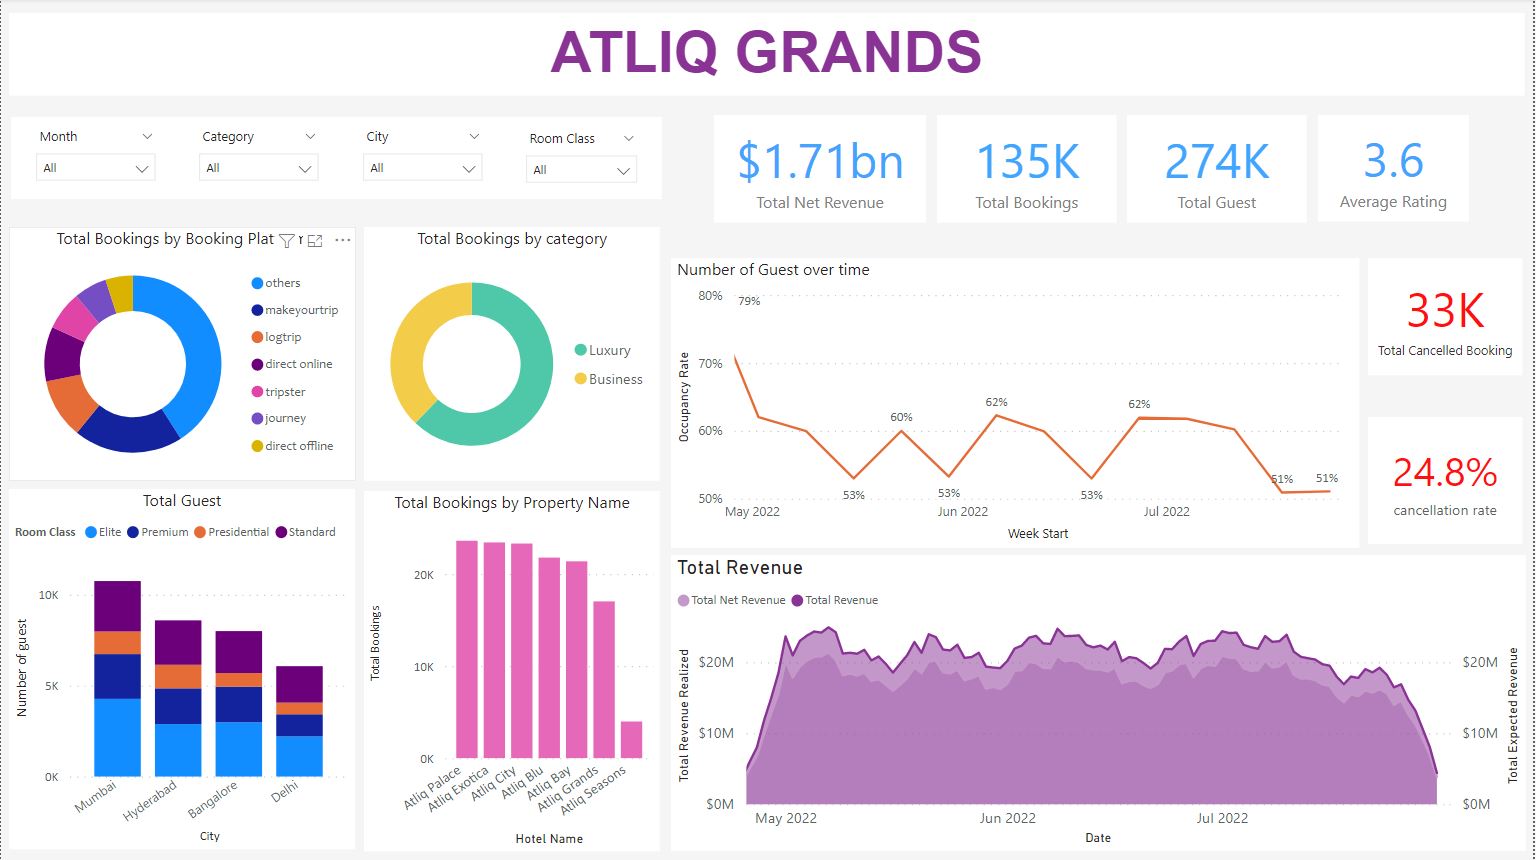 ATLIQ GRANDS
Month
Category
City
Room Class
All
All
All
All
$1.71bn
Total Net Revenue
135K
Total Bookings
274K
Total Guest
3.6
Average Rating
Total Bookings by Booking Plat
others
makeyourtrip
logtrip
direct online
tripster
journey
direct offline
Total Bookings by category
Luxury
Business
Number of Guest over time
Occupancy Rate
80%
70%
60%
50%
79%
53%
60%
53%
62%
53%
62%
51%
51%
May 2022
Jun 2022
Jul 2022
Week Start
33K
Total Cancelled Booking
24.8%
cancellation rate
Total Guest
Room Class
Elite
Premium
Presidential
Standard
Number of guest
10K
5K
0K
Mumbai
Hyderabad
Bangalore
Delhi
City
Total Bookings by Property Name
Total Bookings
20K
10K
0K
Atliq Palace
Atliq Exotica
Atliq City
Atliq Blu
Atliq Bay
Atliq Grands
Atliq Seasons
Hotel Name
Total Revenue
Total Net Revenue
Total Revenue
Total Revenue Realized
$20M
$10M
$0M
$20M
$10M
$0M
Total Expected Revenue
May 2022
Jun 2022
Jul 2022
Date